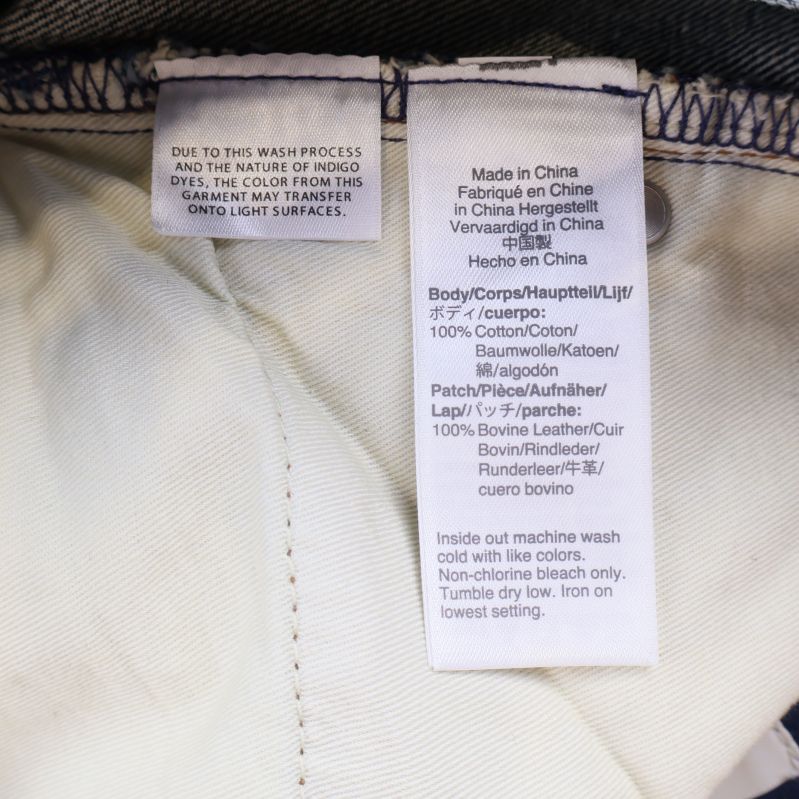 DUE TO THIS WASH PROCESS
AND THE NATURE OF INDIGO
DYES, THE COLOR FROM THIS
GARMENT MAY TRANSFER
ONTO LIGHT SURFACES.
Made in China
Fabriqué en Chine
in China Hergestellt
Vervaardigd in China
中国製
Hecho en China
Body/Corps/Hauptteil/Lijf/
ボディ/cuerpo:
100% Cotton/Coton/
Baumwolle/Katoen/
綿/algodón
Patch/Pièce/Aufnäher/
Lap/パッチ/parche:
100% Bovine Leather/Cuir
Bovin/Rindleder/
Runderleer/牛革/
cuero bovino
Inside out machine wash
cold with like colors.
Non-chlorine bleach only.
Tumble dry low. Iron on
lowest setting.